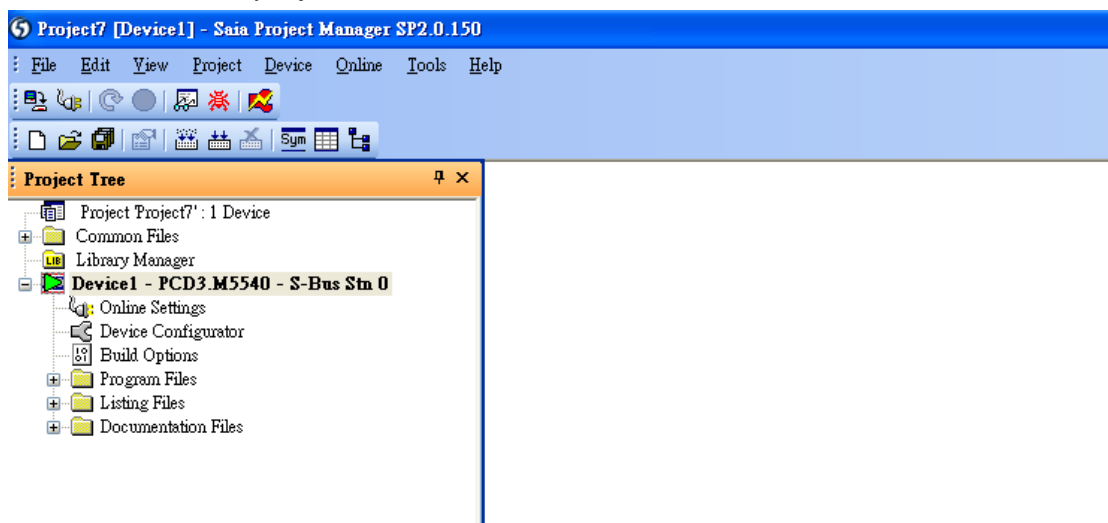 Project7 [Device1] - Saia Project Manager SP2.0.150
File Edit View Project Device Online Tools Help
Sym
Project Tree
Project 'Project7': 1 Device
Common Files
LIB Library Manager
Device1 - PCD3.M5540 - S-Bus Stn 0
Online Settings
Device Configurator
Build Options
Program Files
Listing Files
Documentation Files